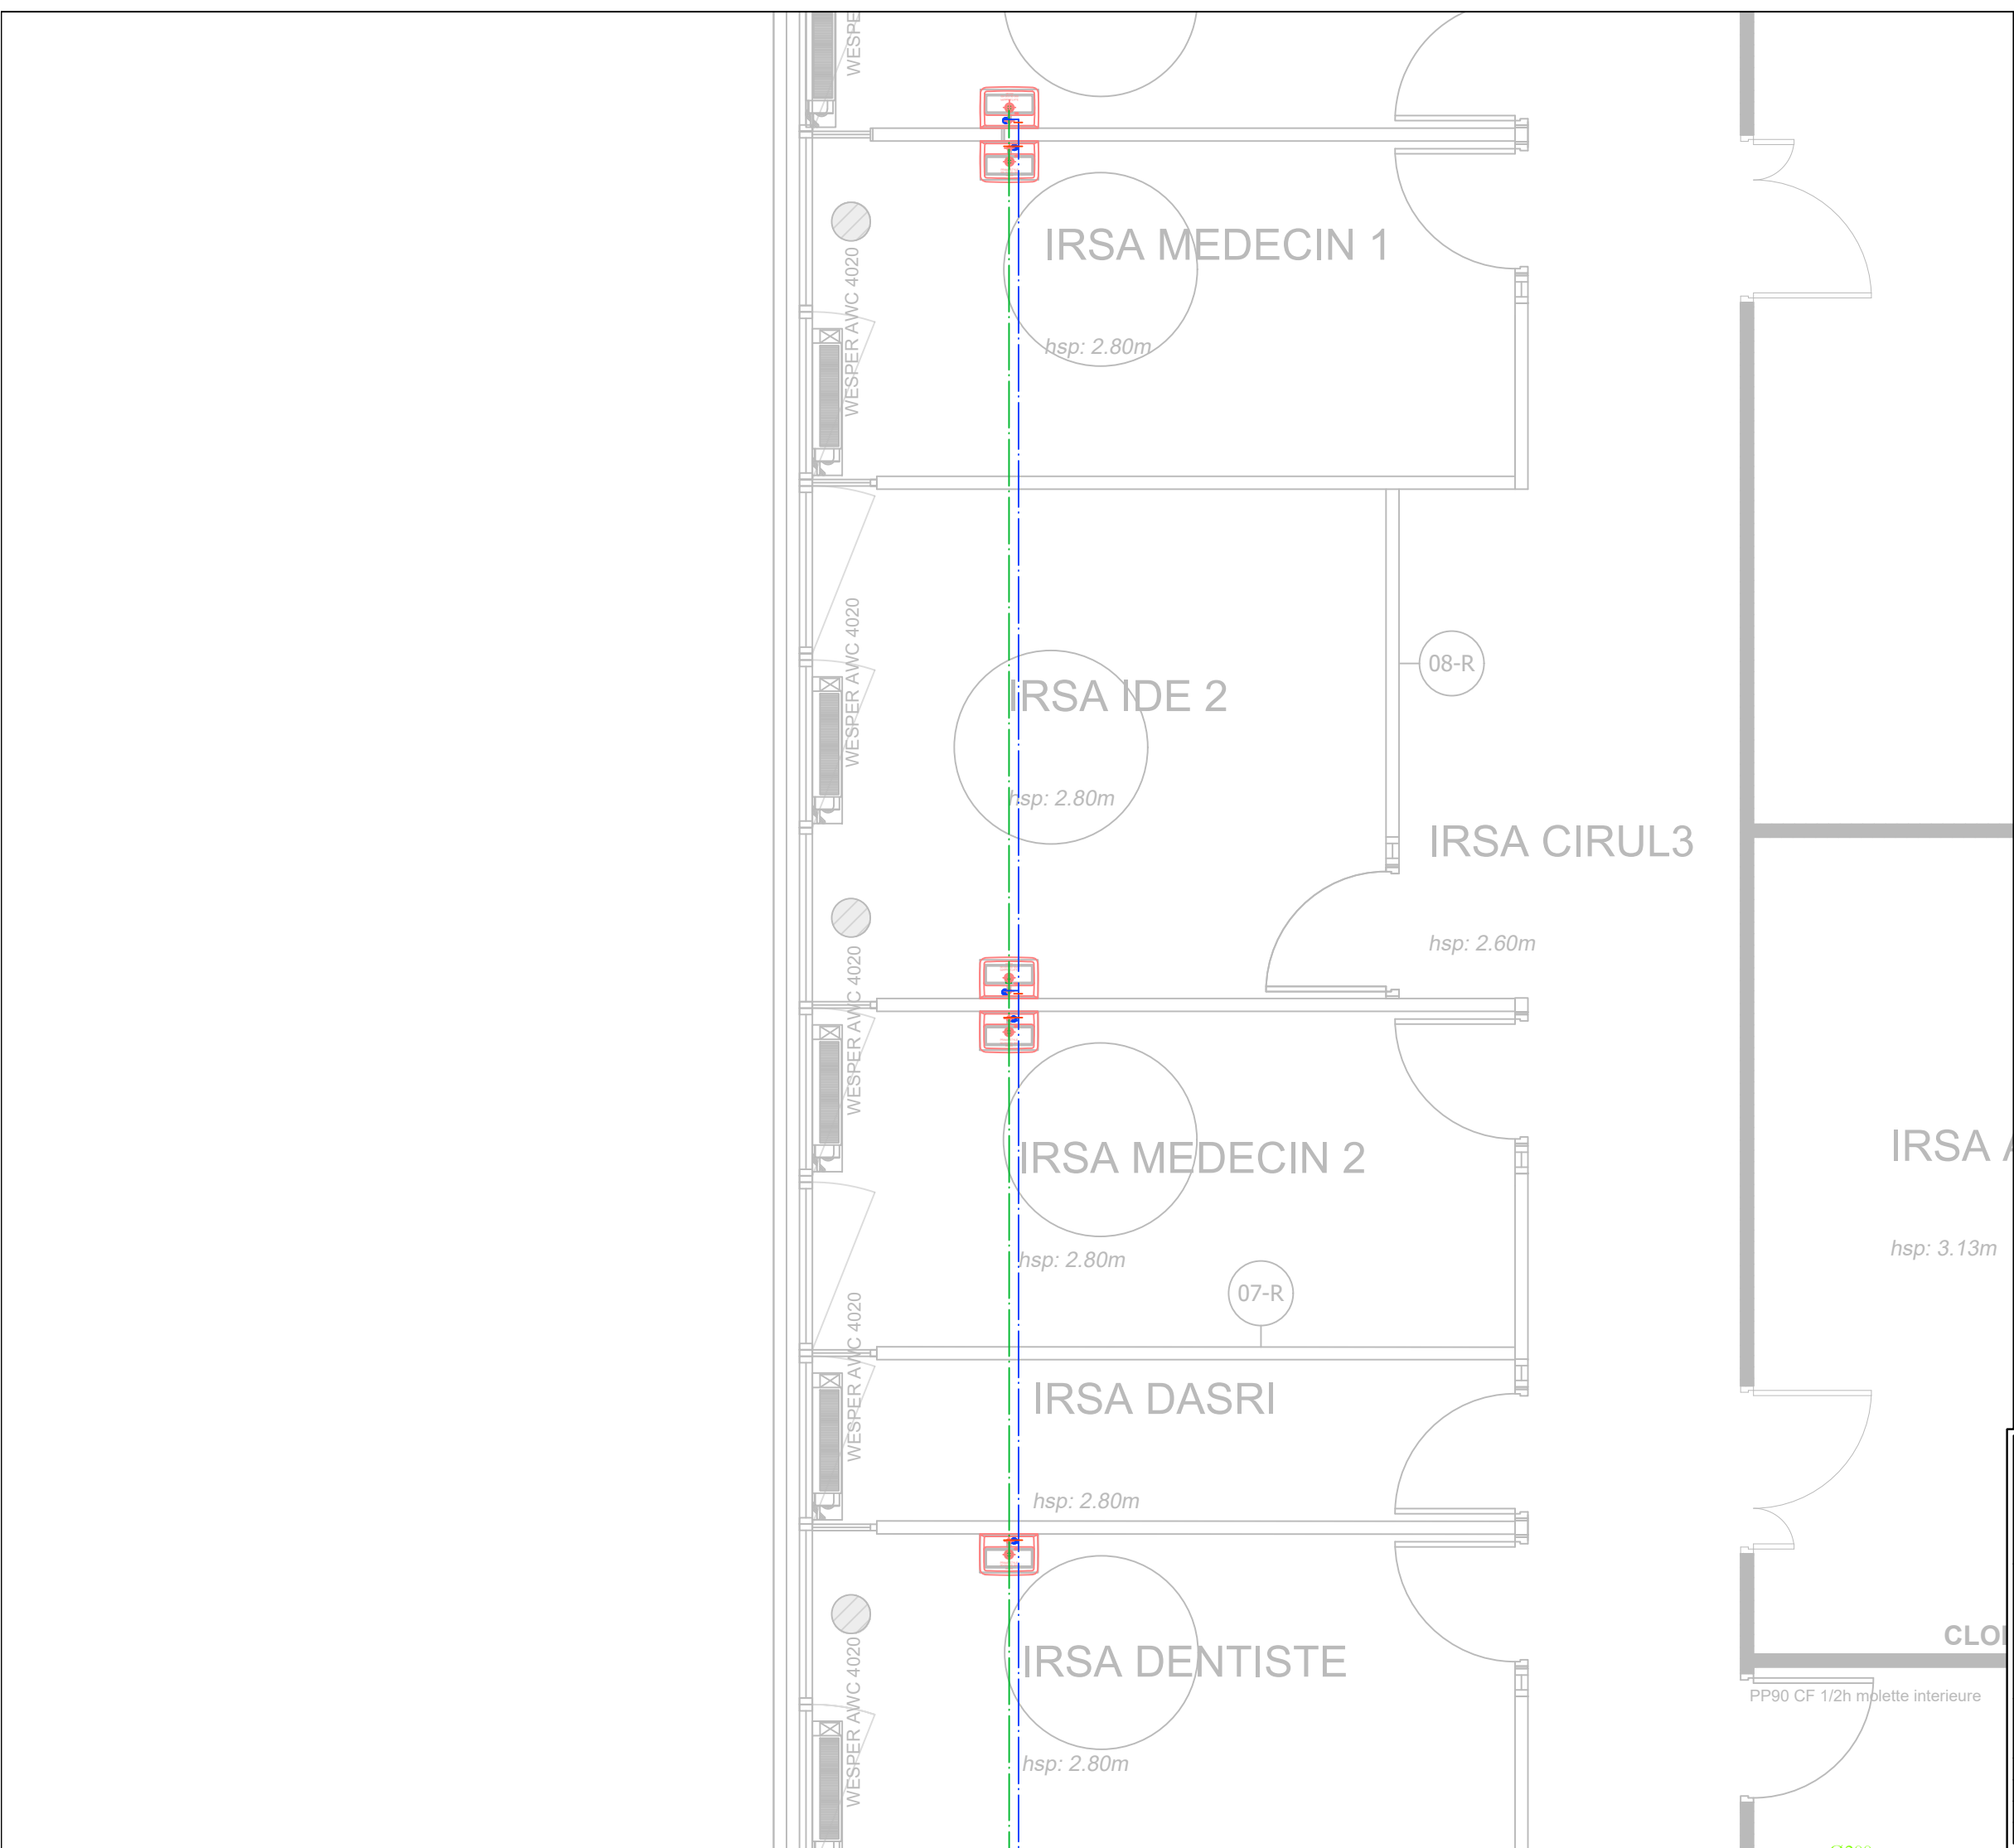 WESPE
IRSA MEDECIN 1
WESPER AWC 4020
hsp: 2.80m
WESPER AWC 4020
08-R
IRSA IDE 2
hsp: 2.80m
IRSA CIRUL3
hsp: 2.60m
WESPER AWC 4020
IRSA MEDECIN 2
IRSA
hsp: 2.80m
hsp: 3.13m
07-R
WESPER AWC 4020
IRSA DASRI
hsp: 2.80m
CLO
IRSA DENTISTE
WESPER AWC 4020
PP90 CF 1/2h molette interieure
hsp: 2.80m